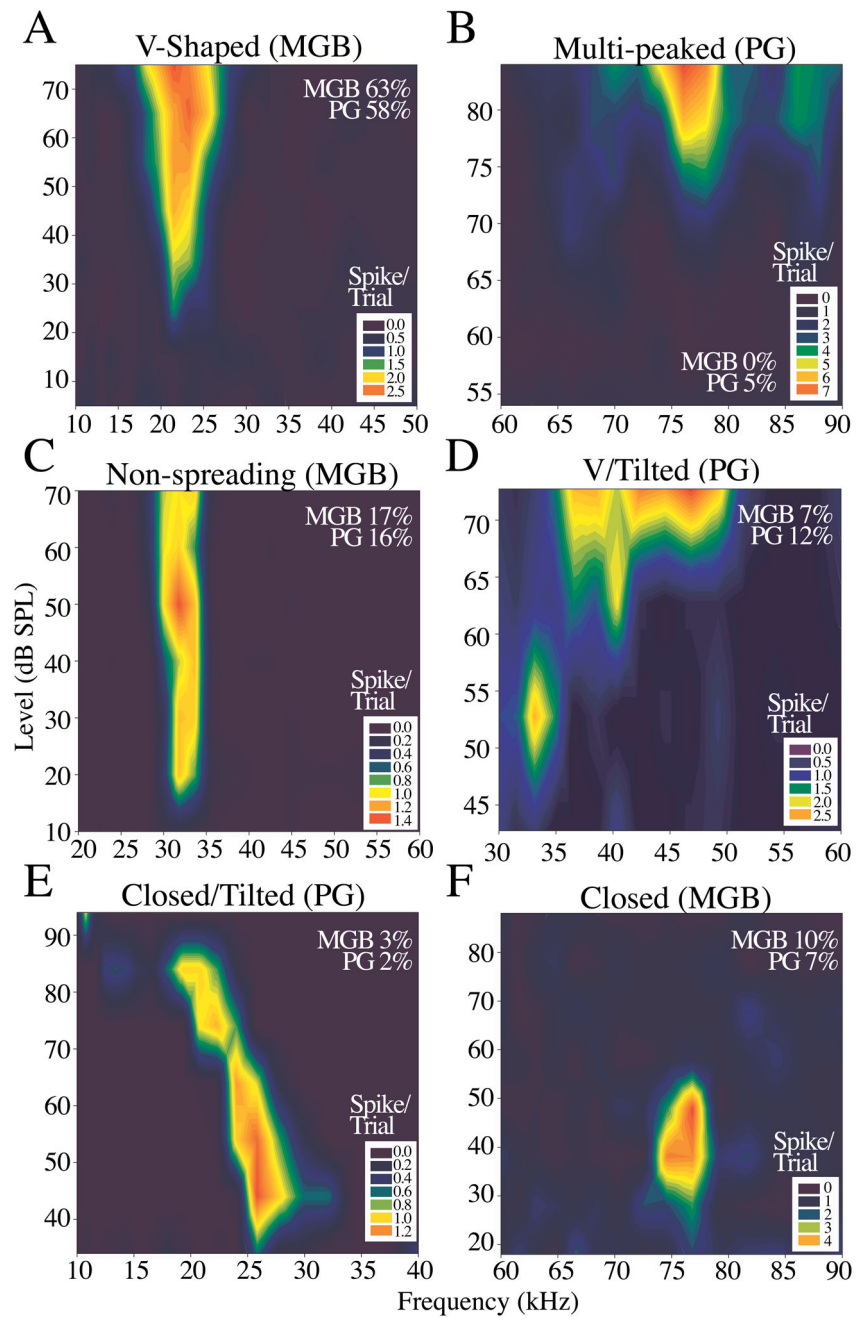 A
V-Shaped (MGB)
MGB 63%
PG 58%
70
60
50
40
30
20
10
Spike/
Trial
0.0
0.5
1.0
1.5
2.0
2.5
10 15 20 25 30 35 40 45 50
B
Multi-peaked (PG)
80
75
70
65
60
55
Spike/
Trial
MGB 0%
PG 5%
0
1
2
3
4
5
6
7
60 70 80 90
C
Non-spreading (MGB)
MGB 17%
PG 16%
70
60
50
40
30
20
10
Level (dB SPL)
Spike/
Trial
0.0
0.2
0.4
0.6
0.8
1.0
1.2
1.4
20 25 30 35 40 45 50 55 60
D
V/Tilted (PG)
MGB 7%
PG 12%
70
65
60
55
50
45
Spike/
Trial
0.0
0.5
1.0
1.5
2.0
2.5
30 40 50 60
E
Closed/Tilted (PG)
MGB 3%
PG 2%
90
80
70
60
50
40
Spike/
Trial
0.0
0.2
0.4
0.6
0.8
1.0
1.2
10 20 30 40
F
Closed (MGB)
MGB 10%
PG 7%
80
70
60
50
40
30
20
Spike/
Trial
0
1
2
3
4
60 65 70 75 80 85 90
Frequency (kHz)